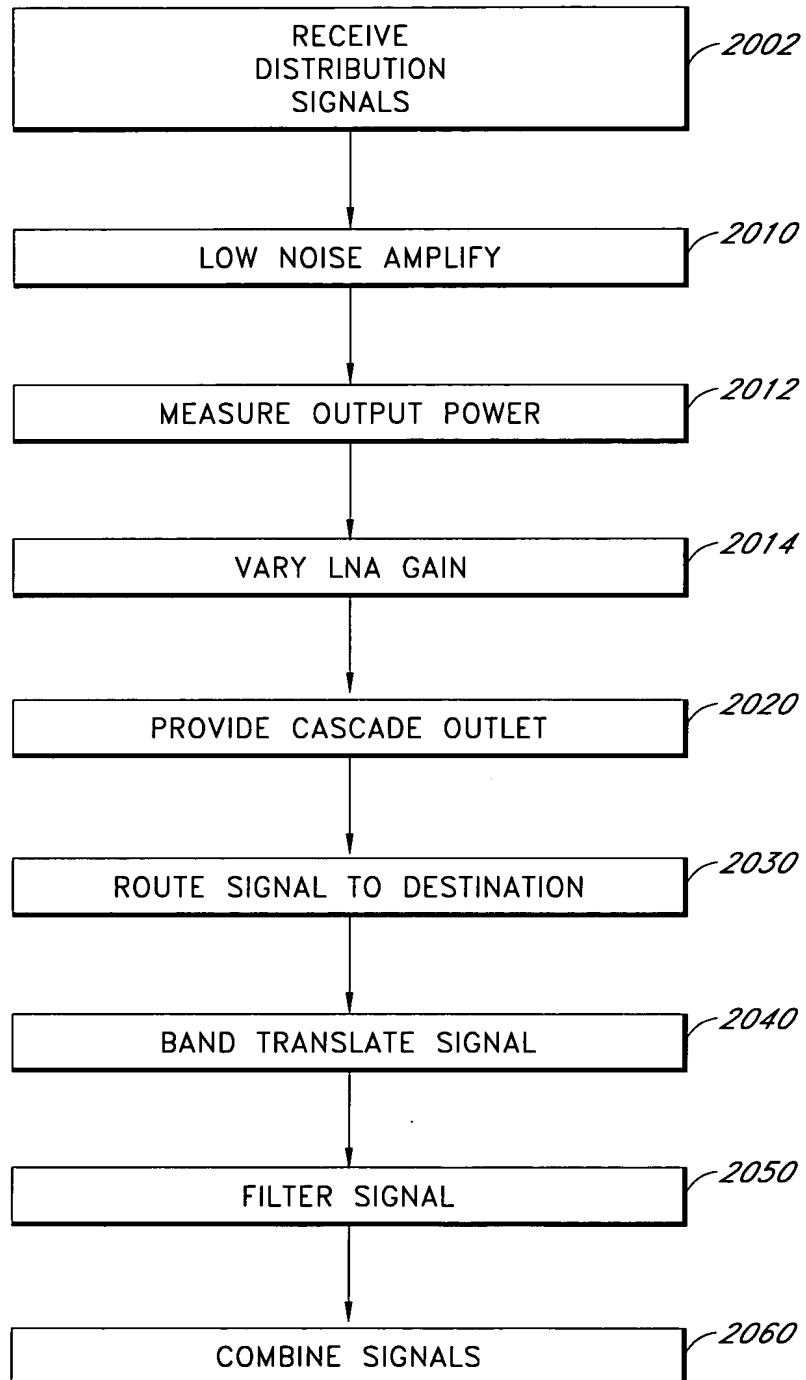 RECEIVE
DISTRIBUTION
SIGNALS
2002
LOW NOISE AMPLIFY
2010
MEASURE OUTPUT POWER
2012
VARY LNA GAIN
2014
PROVIDE CASCADE OUTLET
2020
ROUTE SIGNAL TO DESTINATION
2030
BAND TRANSLATE SIGNAL
2040
FILTER SIGNAL
2050
COMBINE SIGNALS
2060